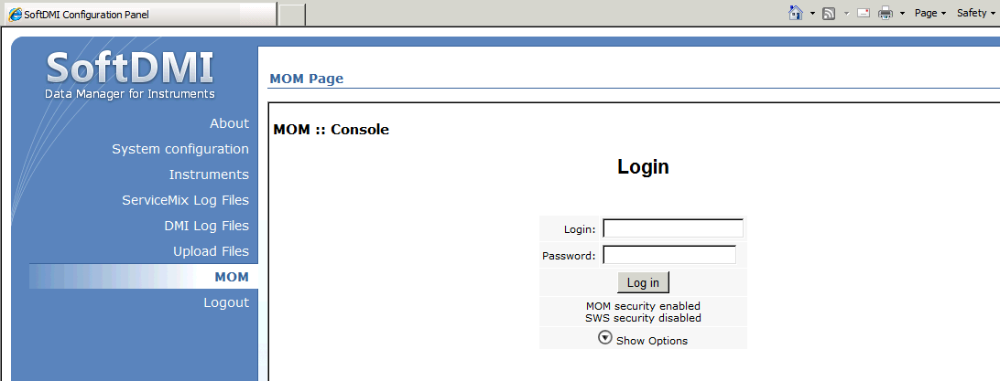 SoftDMI Configuration Panel
Page
Safety
SoftDMI
Data Manager for Instruments
About
System configuration
Instruments
ServiceMix Log Files
DMI Log Files
Upload Files
MOM
Logout
MOM Page
MOM :: Console
Login
Login:
Password:
Log in
MOM security enabled
SWS security disabled
Show Options